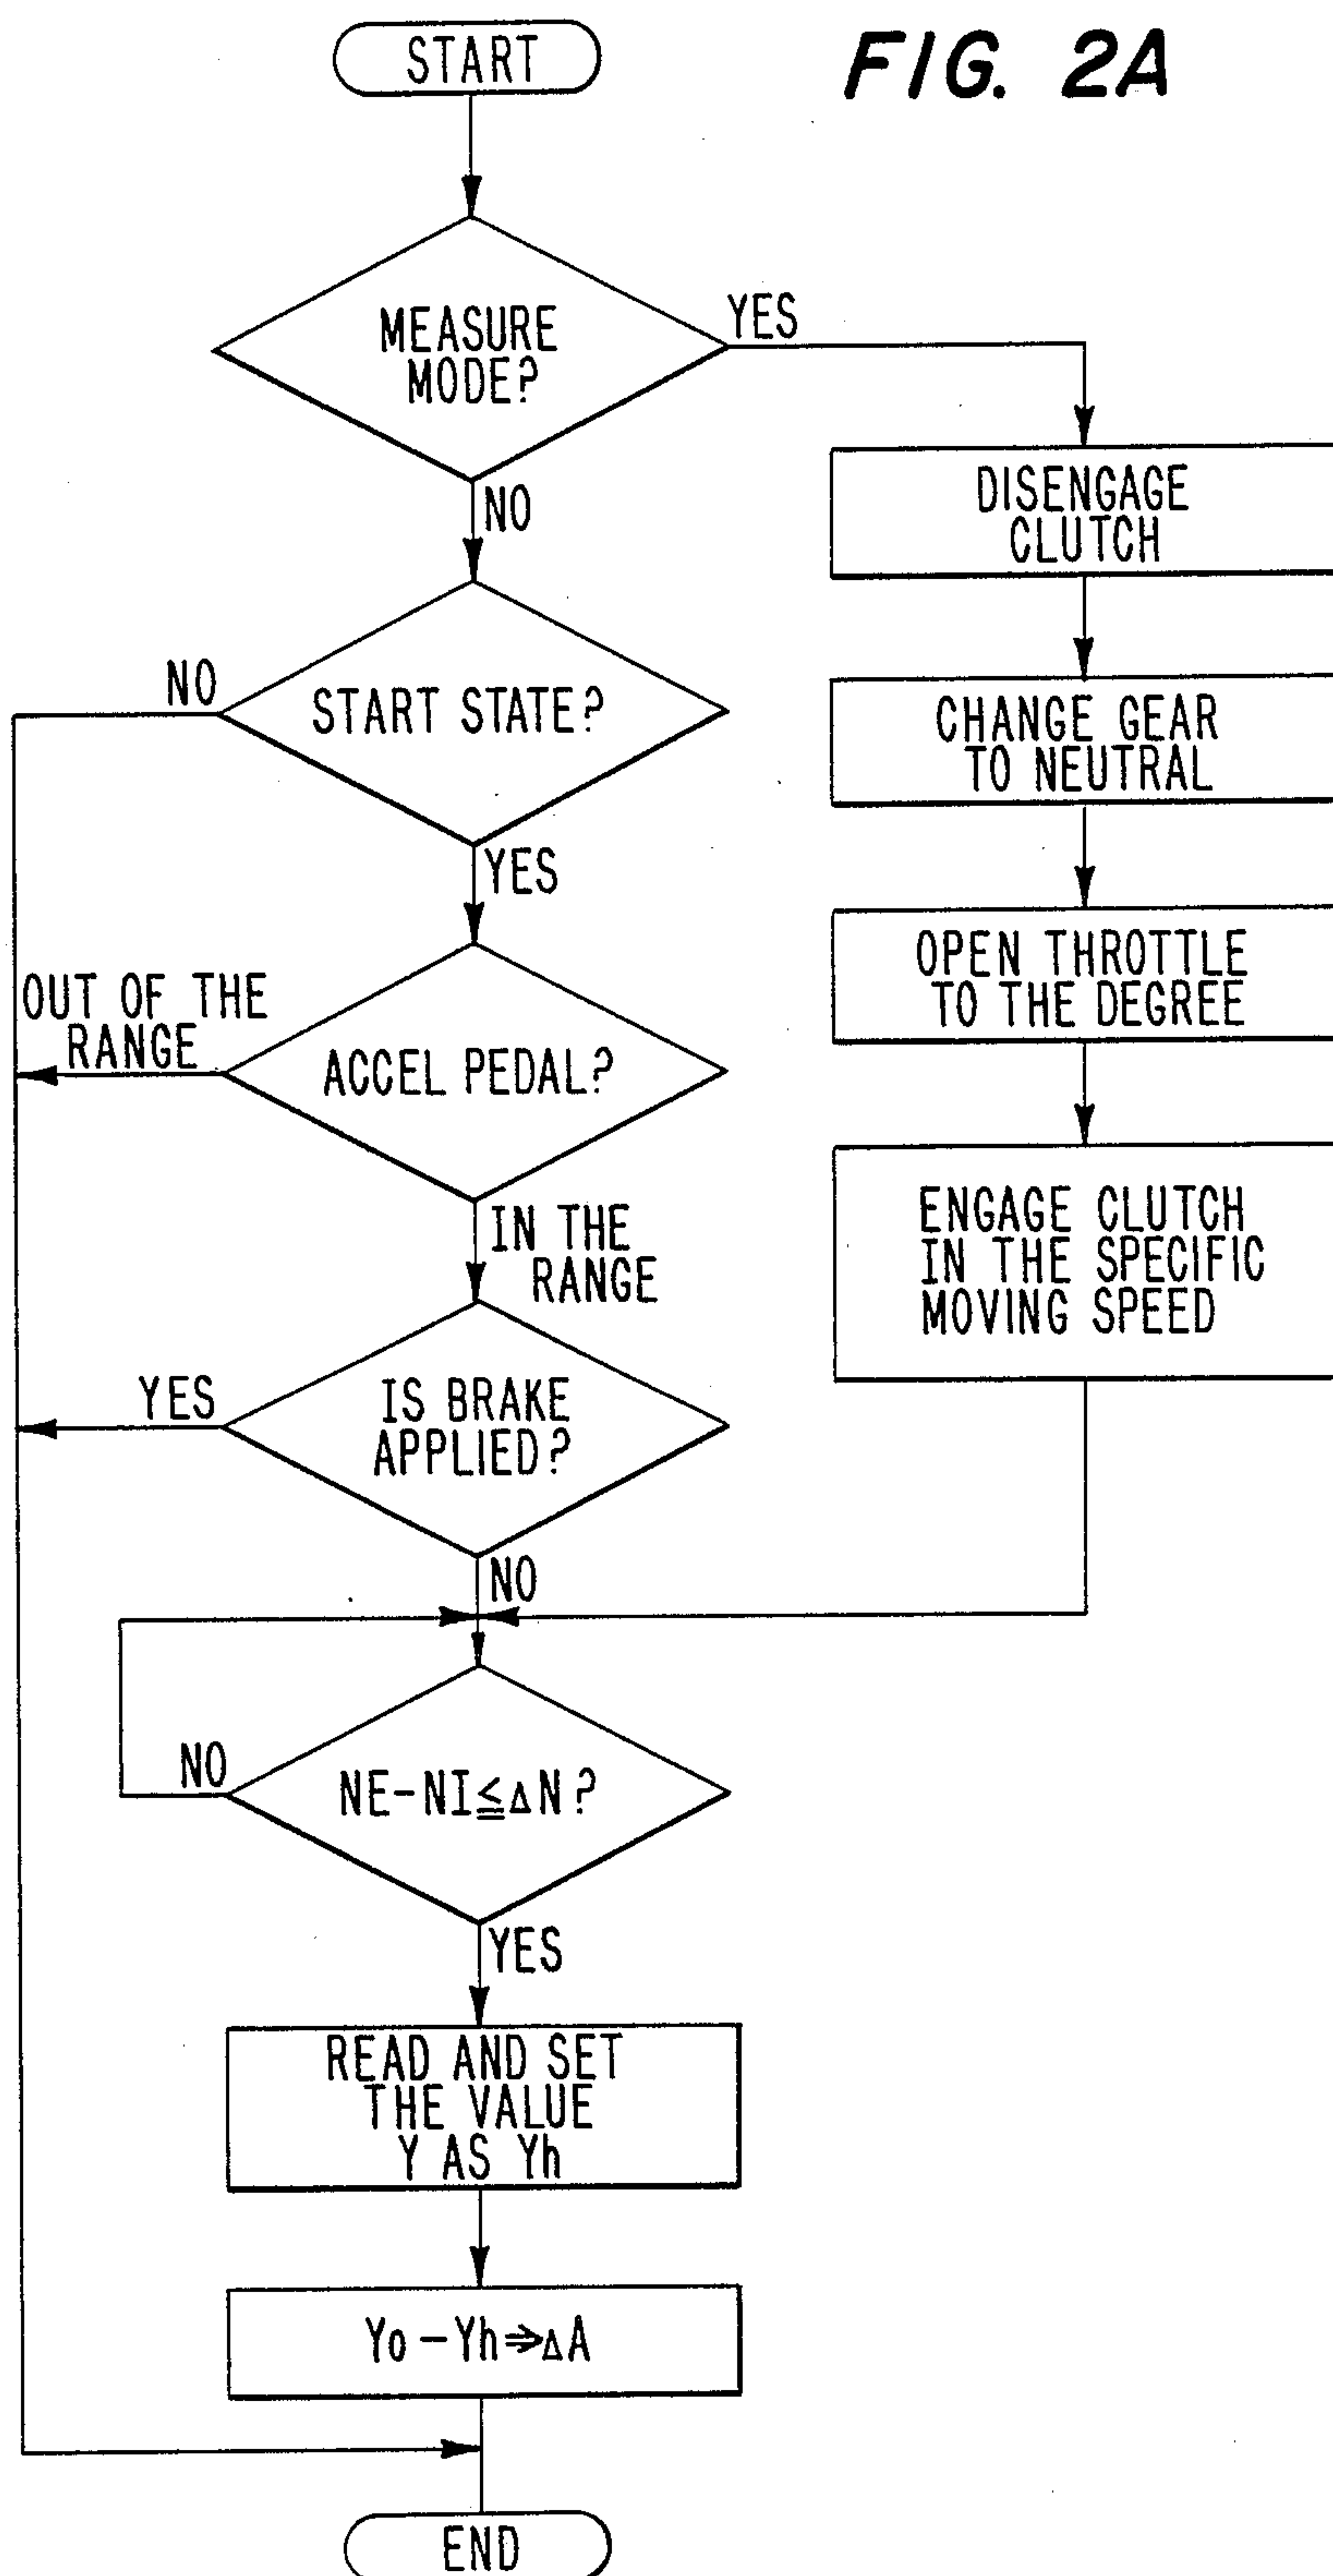 FIG. 2A
START
MEASURE
MODE?
YES
NO
DISENGAGE
CLUTCH
CHANGE GEAR
TO NEUTRAL
OPEN THROTTLE
TO THE DEGREE
ENGAGE CLUTCH
IN THE SPECIFIC
MOVING SPEED
START STATE?
NO
YES
ACCEL PEDAL?
OUT OF THE
RANGE
IN THE
RANGE
IS BRAKE
APPLIED?
YES
NO
NE-NI≦ΔN?
NO
YES
READ AND SET
THE VALUE
Y AS Yh
Yo-Yh⇒ΔA
END